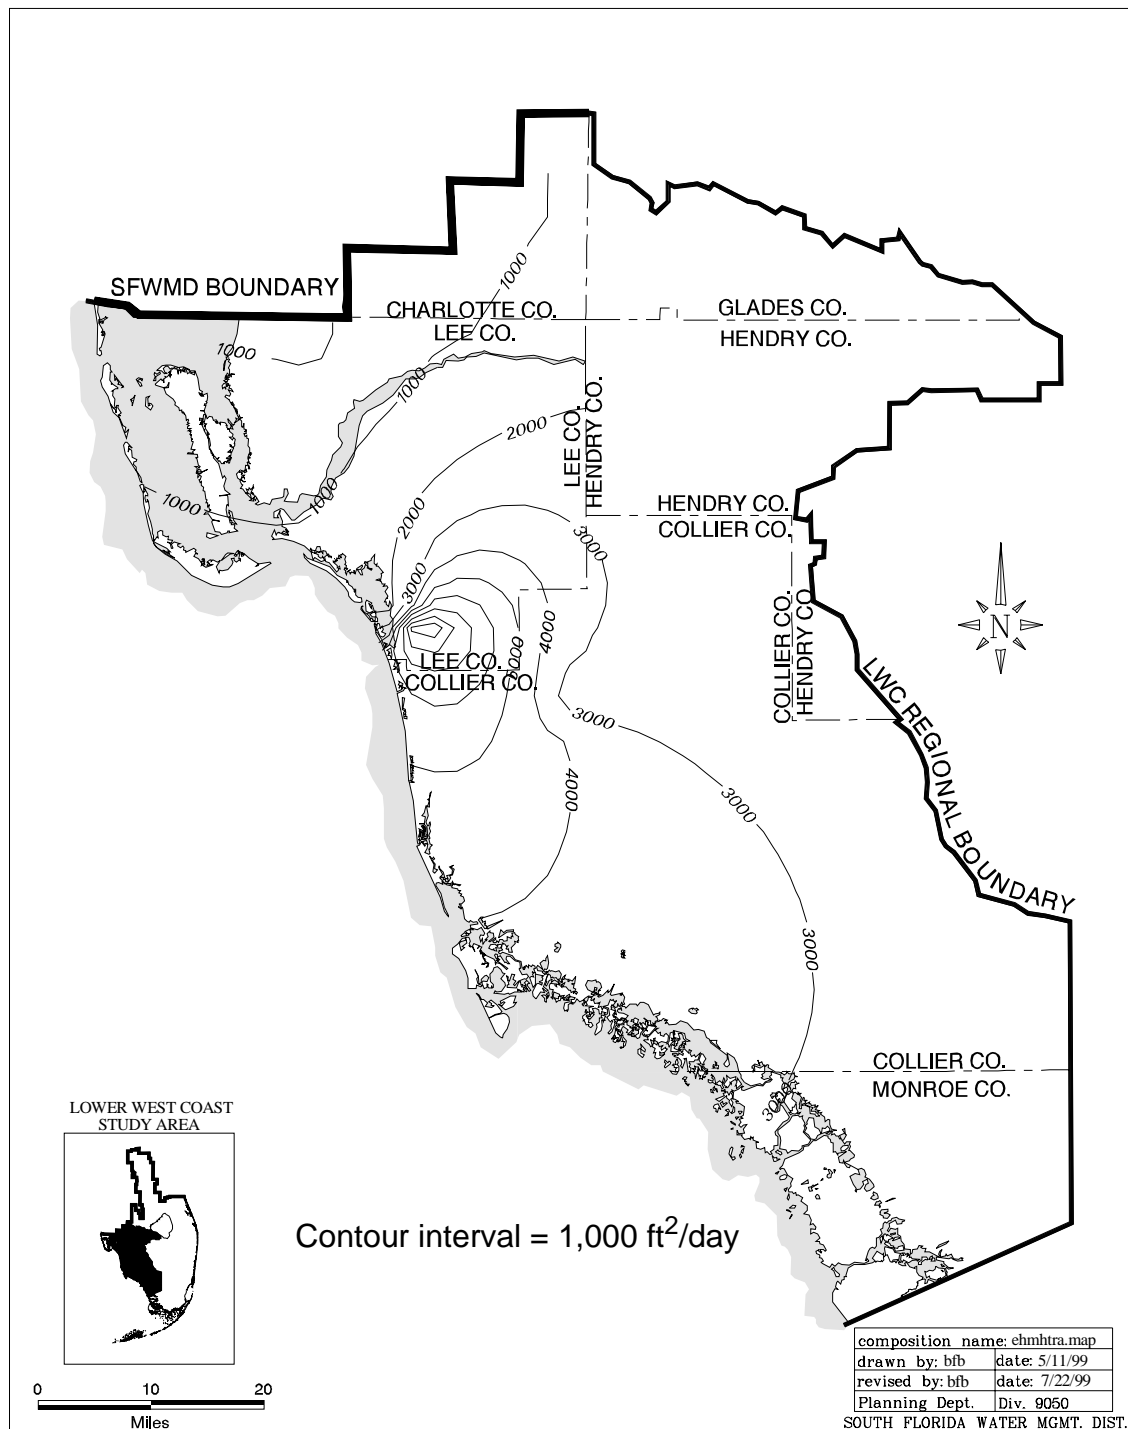 SFWMD BOUNDARY
1000
CHARLOTTE CO.
LEE CO.
GLADES CO.
HENDRY CO.
1000
1000
2000
LEE CO.
HENDRY CO.
1000
1000
2000
HENDRY CO.
COLLIER CO.
3000
3000
4000
COLLIER CO.
HENDRY CO.
N
LEE CO.
COLLIER CO.
LWC REGIONAL BOUNDARY
3000
4000
3000
3000
COLLIER CO.
MONROE CO.
LOWER WEST COAST
STUDY AREA
Contour interval = 1,000 ft²/day
0 10 20
Miles
composition name: ehmhtra.map
drawn by: bfb date: 5/11/99
revised by: bfb date: 7/22/99
Planning Dept. Div. 9050
SOUTH FLORIDA WATER MGMT. DIST.